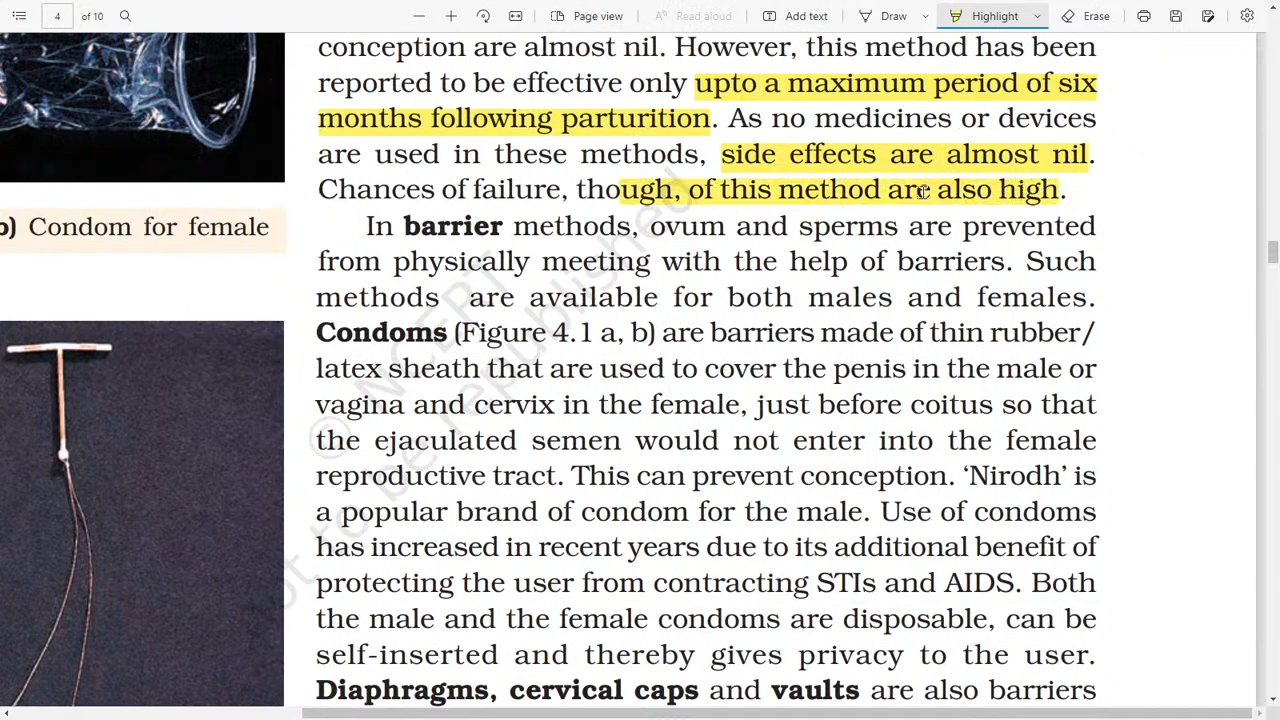 4 of 10 Page view Read aloud Add text Draw Highlight Erase
conception are almost nil. However, this method has been
reported to be effective only upto a maximum period of six
months following parturition. As no medicines or devices
are used in these methods, side effects are almost nil.
Chances of failure, though, of this method are also high.
b) Condom for female
In barrier methods, ovum and sperms are prevented
from physically meeting with the help of barriers. Such
methods are available for both males and females.
Condoms (Figure 4.1 a, b) are barriers made of thin rubber/
latex sheath that are used to cover the penis in the male or
vagina and cervix in the female, just before coitus so that
the ejaculated semen would not enter into the female
reproductive tract. This can prevent conception. ‘Nirodh’ is
a popular brand of condom for the male. Use of condoms
has increased in recent years due to its additional benefit of
protecting the user from contracting STIs and AIDS. Both
the male and the female condoms are disposable, can be
self-inserted and thereby gives privacy to the user.
Diaphragms, cervical caps and vaults are also barriers
© NCERT
not to be republished